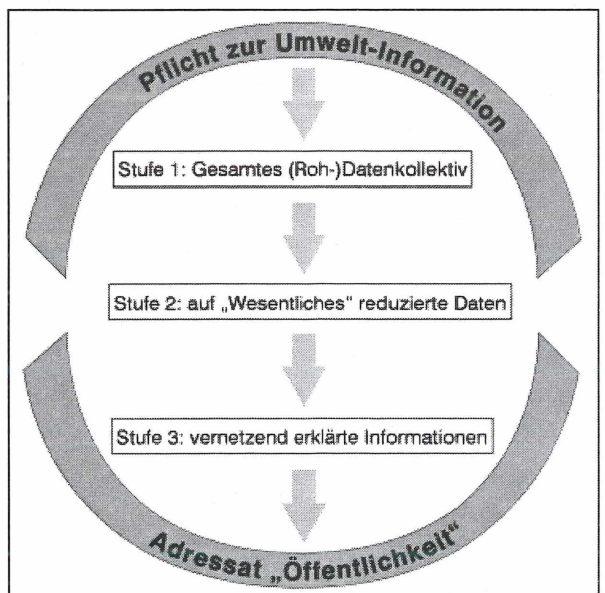 Pflicht zur Umwelt-Information
Stufe 1: Gesamtes (Roh-)Datenkollektiv
Stufe 2: auf „Wesentliches" reduzierte Daten
Stufe 3: vernetzend erklärte Informationen
Adressat „Öffentlichkeit"